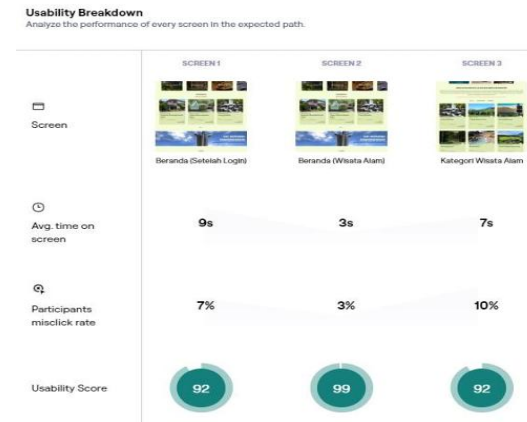 Usability Breakdown
Analyze the performance of every screen in the expected path.
SCREEN 1 SCREEN 2 SCREEN 3
Screen
Beranda (Setelah Login) Beranda (Wisata Alam) Kategori Wisata Alam
Avg. time on
screen
9s 3s 7s
Participants
misclick rate
7% 3% 10%
Usability Score
92 99 92